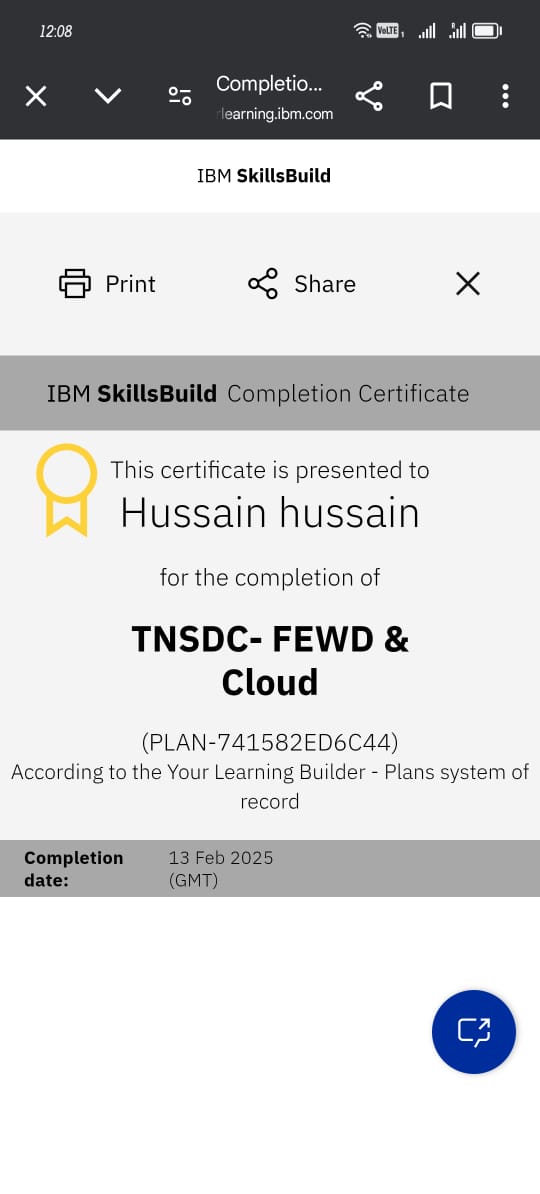 12:08
VoLTE 1
R
Completio...
rlearning.ibm.com
IBM SkillsBuild
Print
Share
IBM SkillsBuild Completion Certificate
This certificate is presented to
Hussain hussain
for the completion of
TNSDC- FEWD &
Cloud
(PLAN-741582ED6C44)
According to the Your Learning Builder - Plans system of
record
Completion
date:
13 Feb 2025
(GMT)